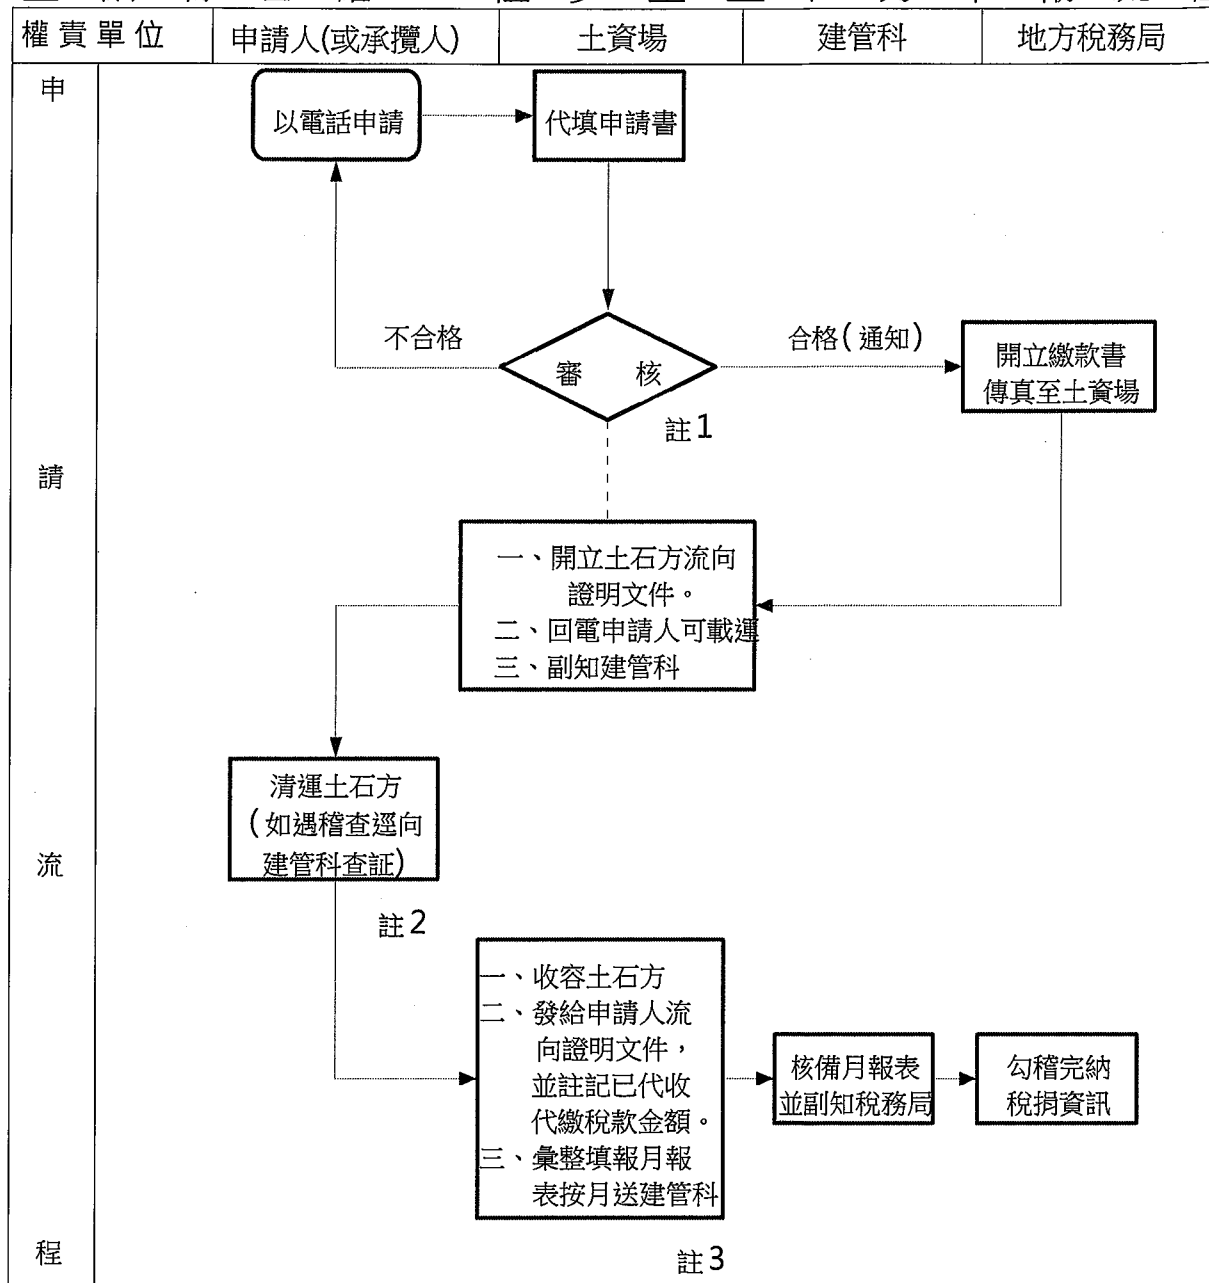 權責單位 申請人(或承攬人) 土資場 建管科 地方稅務局
申
請
流
程
以電話申請
代填申請書
不合格
審 核
合格(通知)
開立繳款書
傳真至土資場
註1
一、開立土石方流向
證明文件。
二、回電申請人可載運
三、副知建管科
清運土石方
(如遇稽查逕向
建管科查証)
註2
一、收容土石方
二、發給申請人流
向證明文件，
並註記已代收
代繳稅款金額。
三、彙整填報月報
表按月送建管科
核備月報表
並副知稅務局
勾稽完納
稅捐資訊
註3